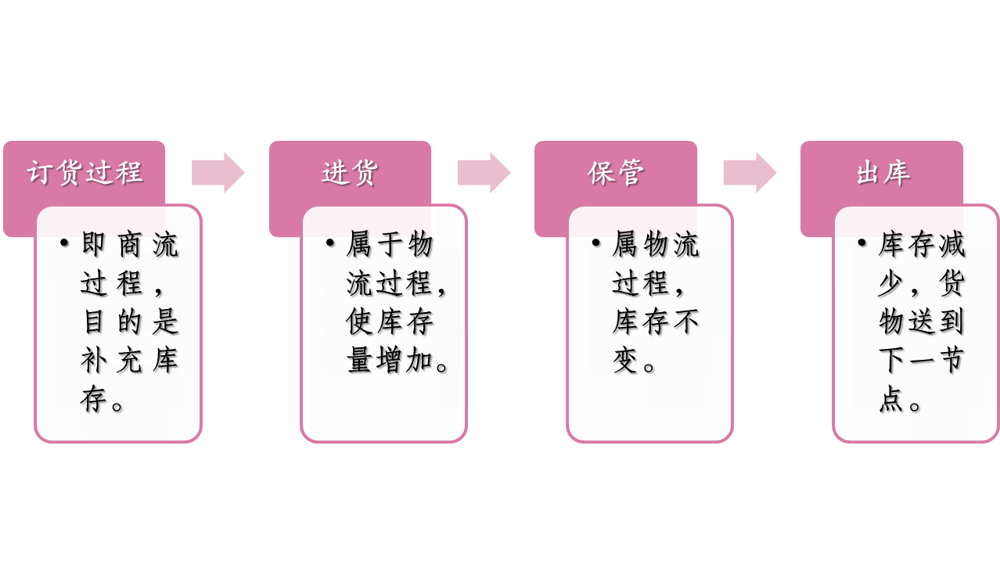 订货过程
• 即商流
过程，
目的是
补充库
存。
进货
• 属于物
流过程，
使库存
量增加。
保管
• 属物流
过程，
库存不
变。
出库
• 库存减
少，货
物送到
下一节
点。